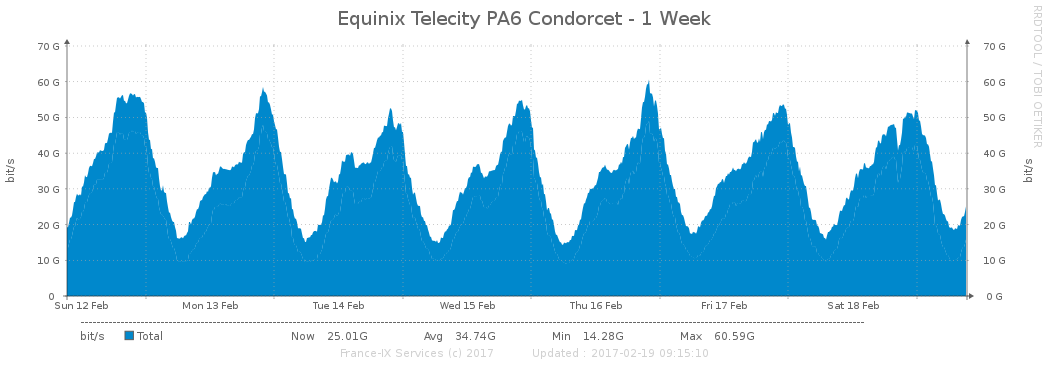 Equinix Telecity PA6 Condorcet - 1 Week
RRDTOOL / TOBI OETIKER
bit/s
70 G
60 G
50 G
40 G
30 G
20 G
10 G
0
70 G
60 G
50 G
40 G
30 G
20 G
10 G
0 G
bit/s
Sun 12 Feb Mon 13 Feb Tue 14 Feb Wed 15 Feb Thu 16 Feb Fri 17 Feb Sat 18 Feb
bit/s Total Now 25.01G Avg 34.74G Min 14.28G Max 60.59G
France-IX Services (c) 2017 Updated : 2017-02-19 09:15:10